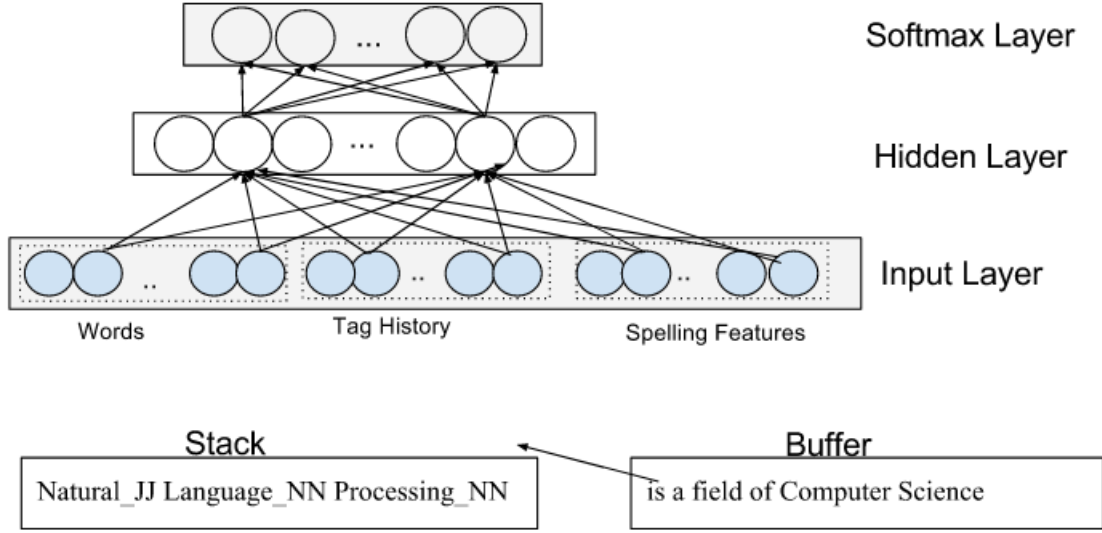 Softmax Layer
...
Hidden Layer
...
Input Layer
.. .. ..
Words Tag History Spelling Features
Stack Buffer
Natural_JJ Language_NN Processing_NN is a field of Computer Science